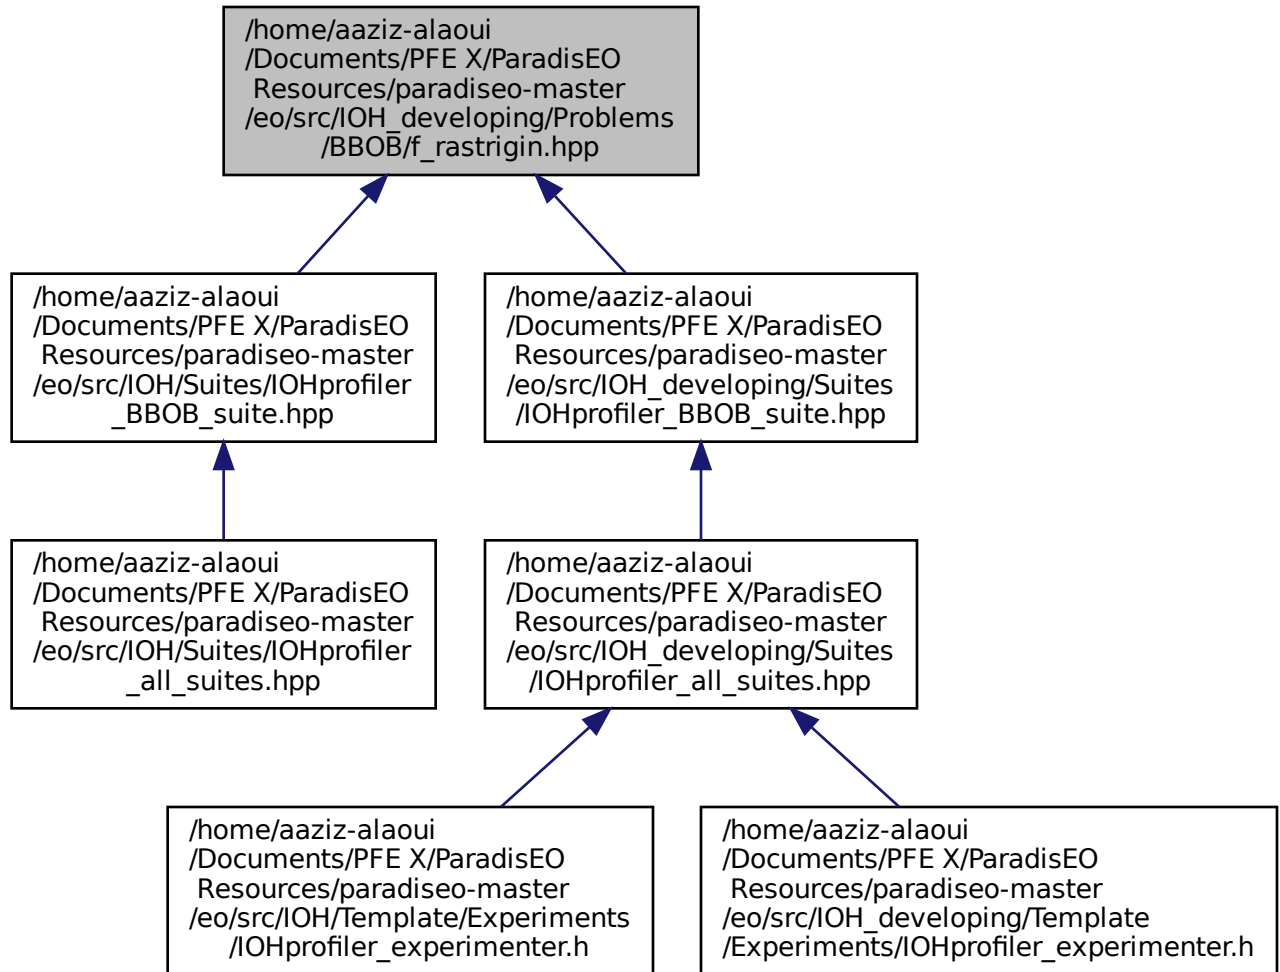 /home/aaziz-alaoui
/Documents/PFE X/ParadisEO
Resources/paradiseo-master
/eo/src/IOH_developing/Problems
/BBOB/f_rastrigin.hpp
/home/aaziz-alaoui
/Documents/PFE X/ParadisEO
Resources/paradiseo-master
/eo/src/IOH/Suites/IOHprofiler
_BBOB_suite.hpp
/home/aaziz-alaoui
/Documents/PFE X/ParadisEO
Resources/paradiseo-master
/eo/src/IOH_developing/Suites
/IOHprofiler_BBOB_suite.hpp
/home/aaziz-alaoui
/Documents/PFE X/ParadisEO
Resources/paradiseo-master
/eo/src/IOH/Suites/IOHprofiler
_all_suites.hpp
/home/aaziz-alaoui
/Documents/PFE X/ParadisEO
Resources/paradiseo-master
/eo/src/IOH_developing/Suites
/IOHprofiler_all_suites.hpp
/home/aaziz-alaoui
/Documents/PFE X/ParadisEO
Resources/paradiseo-master
/eo/src/IOH/Template/Experiments
/IOHprofiler_experimenter.h
/home/aaziz-alaoui
/Documents/PFE X/ParadisEO
Resources/paradiseo-master
/eo/src/IOH_developing/Template
/Experiments/IOHprofiler_experimenter.h